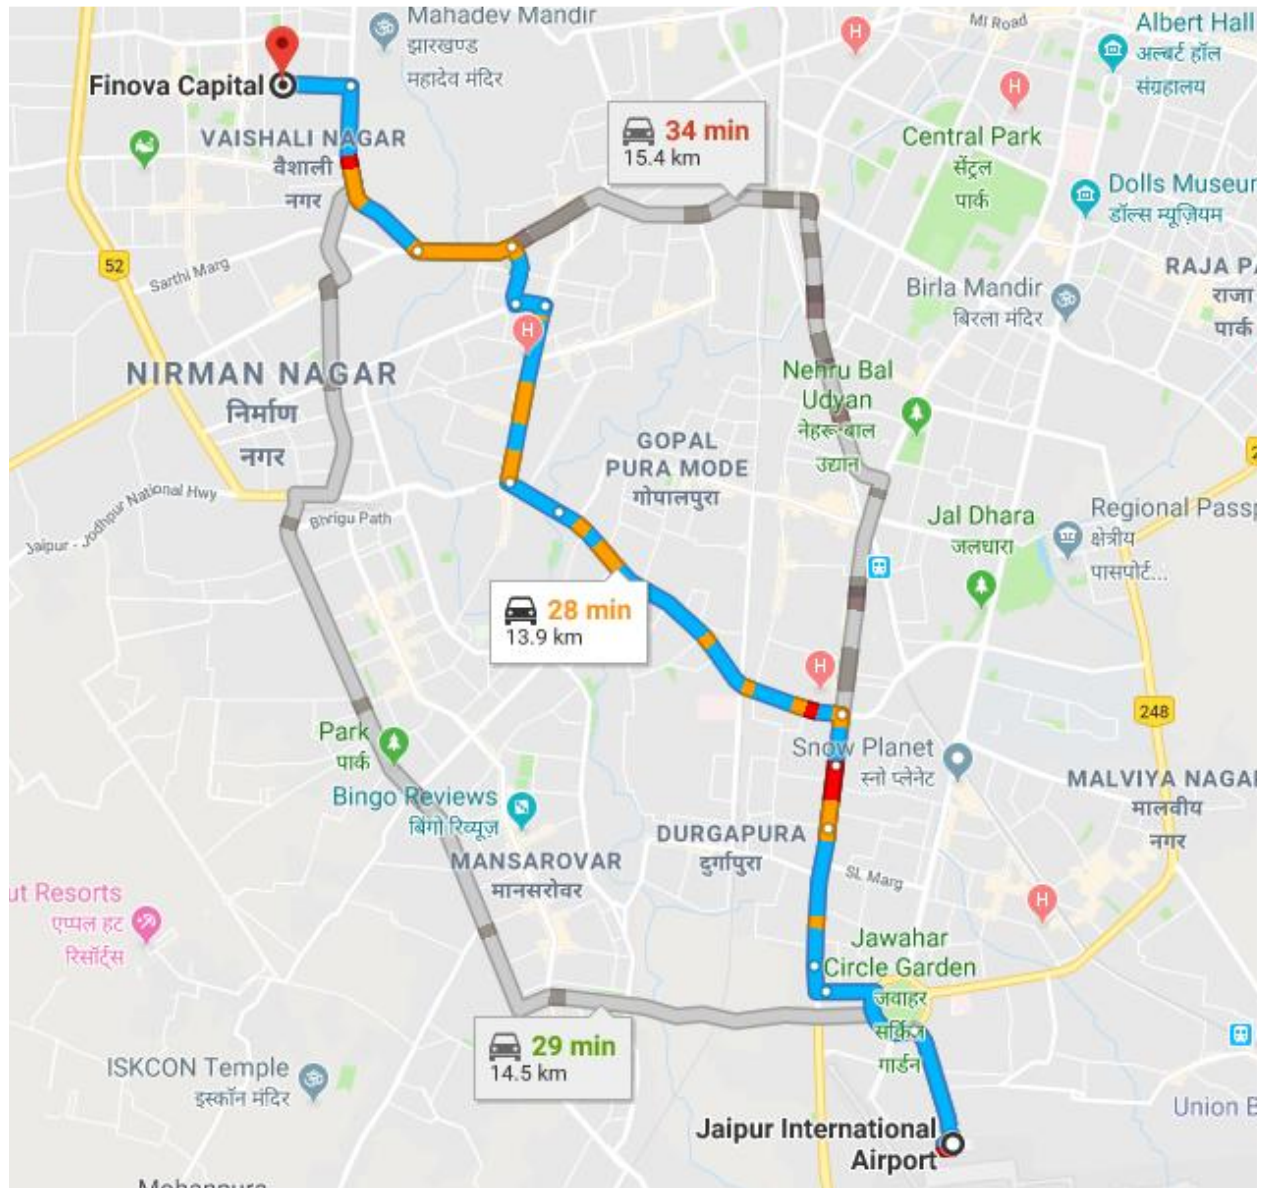 Mahadev Mandir
झारखण्ड
महादेव मंदिर
MI Road
Albert Hall
अल्बर्ट हॉल
संग्रहालय
Finova Capital
VAISHALI NAGAR
वैशाली
नगर
34 min
15.4 km
Central Park
सेंट्रल
पार्क
Dolls Museum
डॉल्स म्यूज़ियम
52
Sarthi Marg
Birla Mandir
बिरला मंदिर
RAJA PA
राजा
पार्क
NIRMAN NAGAR
निर्माण
नगर
Nehru Bal
Udyan
नेहरू बाल
उद्यान
GOPAL
PURA MODE
गोपालपुरा
Jaipur - Jodhpur National Hwy
Bhrigu Path
Jal Dhara
जलधारा
Regional Passp
क्षेत्रीय
पासपोर्ट...
28 min
13.9 km
248
Park
पार्क
Snow Planet
स्नो प्लेनेट
MALVIYA NAGA
मालवीय
नगर
Bingo Reviews
बिंगो रिव्यूज़
DURGAPURA
दुर्गापुरा
MANSAROVAR
मानसरोवर
SL Marg
ut Resorts
एप्पल हट
रिसॉर्ट्स
Jawahar
Circle Garden
जवाहर
सर्किल
गार्डन
29 min
14.5 km
ISKCON Temple
इस्कॉन मंदिर
Union B
Jaipur International
Airport